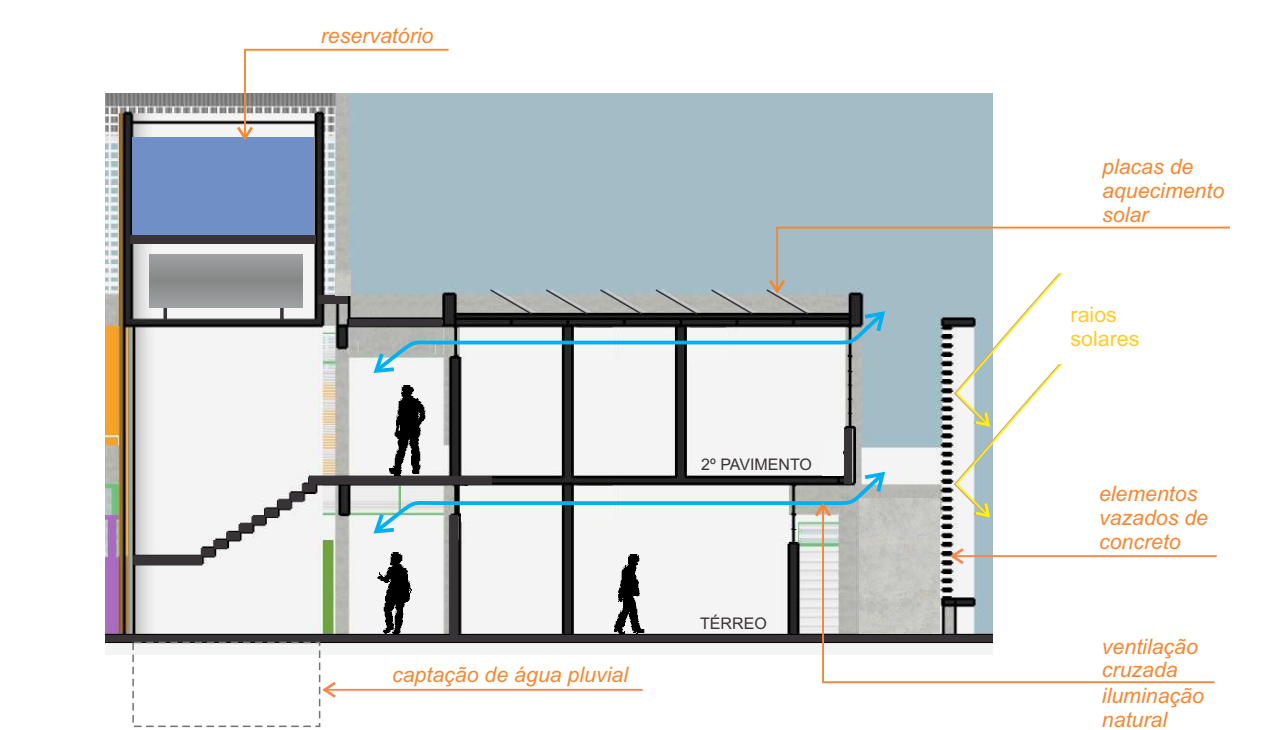 reservatório
placas de
aquecimento
solar
raios
solares
2º PAVIMENTO
elementos
vazados de
concreto
TÉRREO
ventilação
cruzada
iluminação
natural
captação de água pluvial